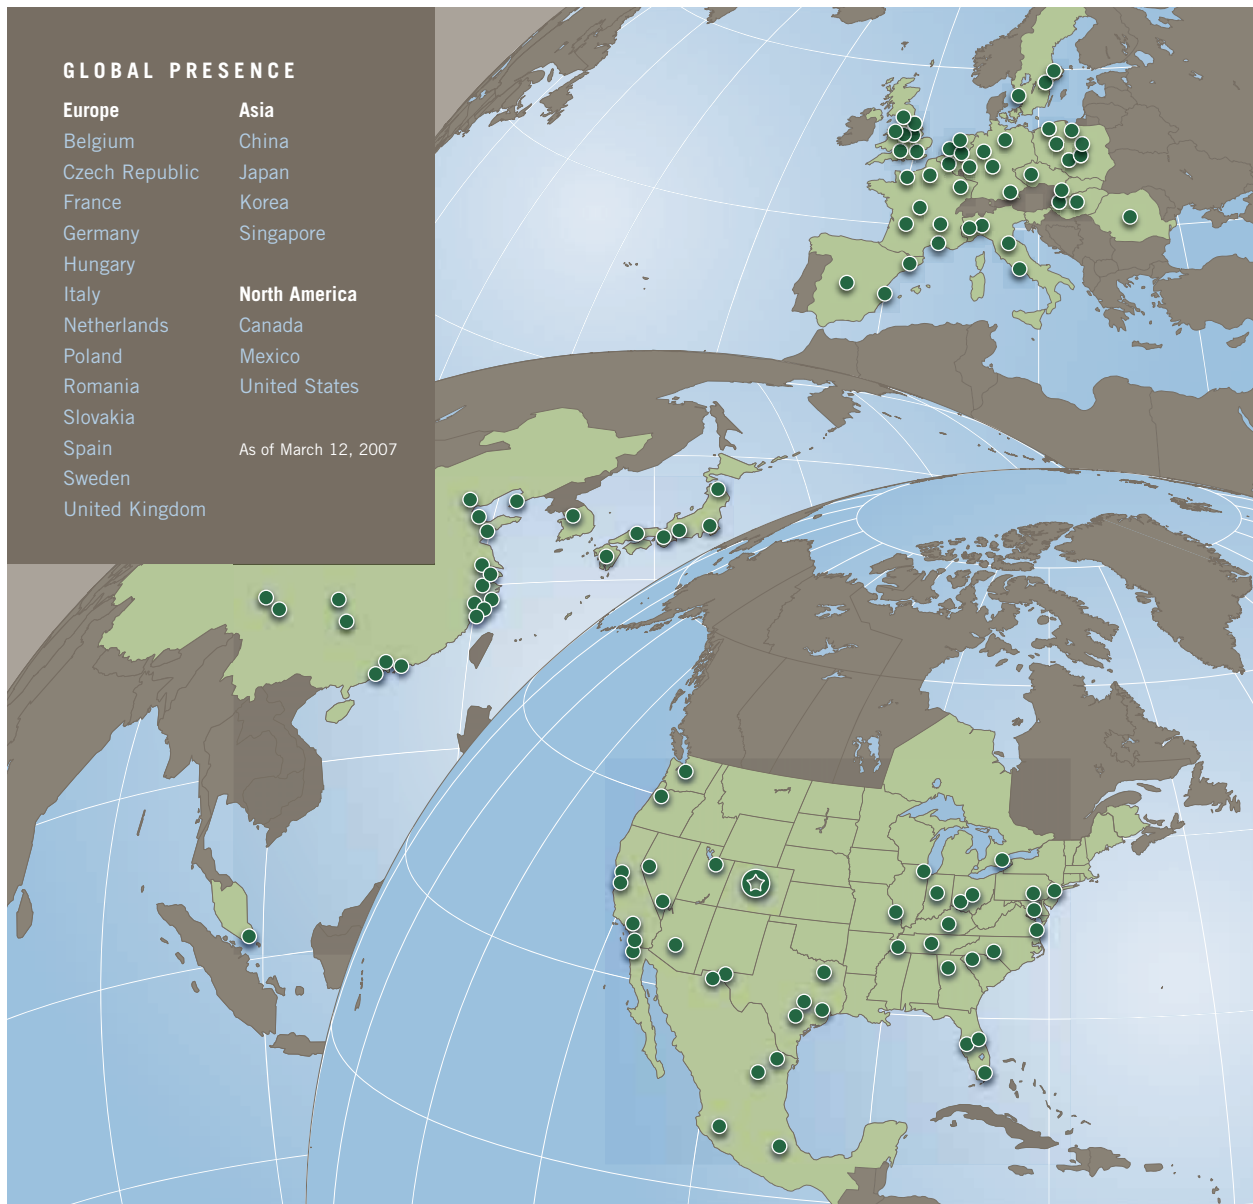 GLOBAL PRESENCE
Europe
Belgium
Czech Republic
France
Germany
Hungary
Italy
Netherlands
Poland
Romania
Slovakia
Spain
Sweden
United Kingdom
Asia
China
Japan
Korea
Singapore
North America
Canada
Mexico
United States
As of March 12, 2007